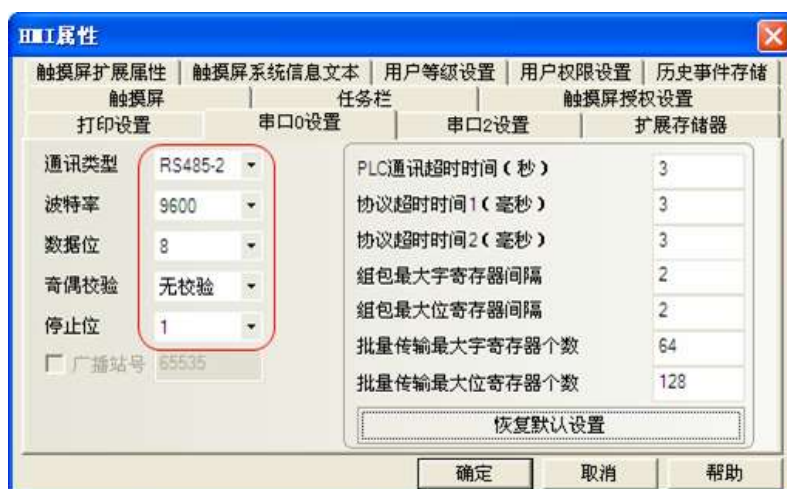 HMI属性
触摸屏扩展属性 触摸屏系统信息文本 用户等级设置 用户权限设置 历史事件存储
触摸屏 任务栏 触摸屏授权设置
打印设置 串口0设置 串口2设置 扩展存储器
通讯类型 RS485-2
波特率 9600
数据位 8
奇偶校验 无校验
停止位 1
广播站号 65535
PLC通讯超时时间(秒) 3
协议超时时间1(毫秒) 3
协议超时时间2(毫秒) 3
组包最大字寄存器间隔 2
组包最大位寄存器间隔 2
批量传输最大字寄存器个数 64
批量传输最大位寄存器个数 128
恢复默认设置
确定 取消 帮助